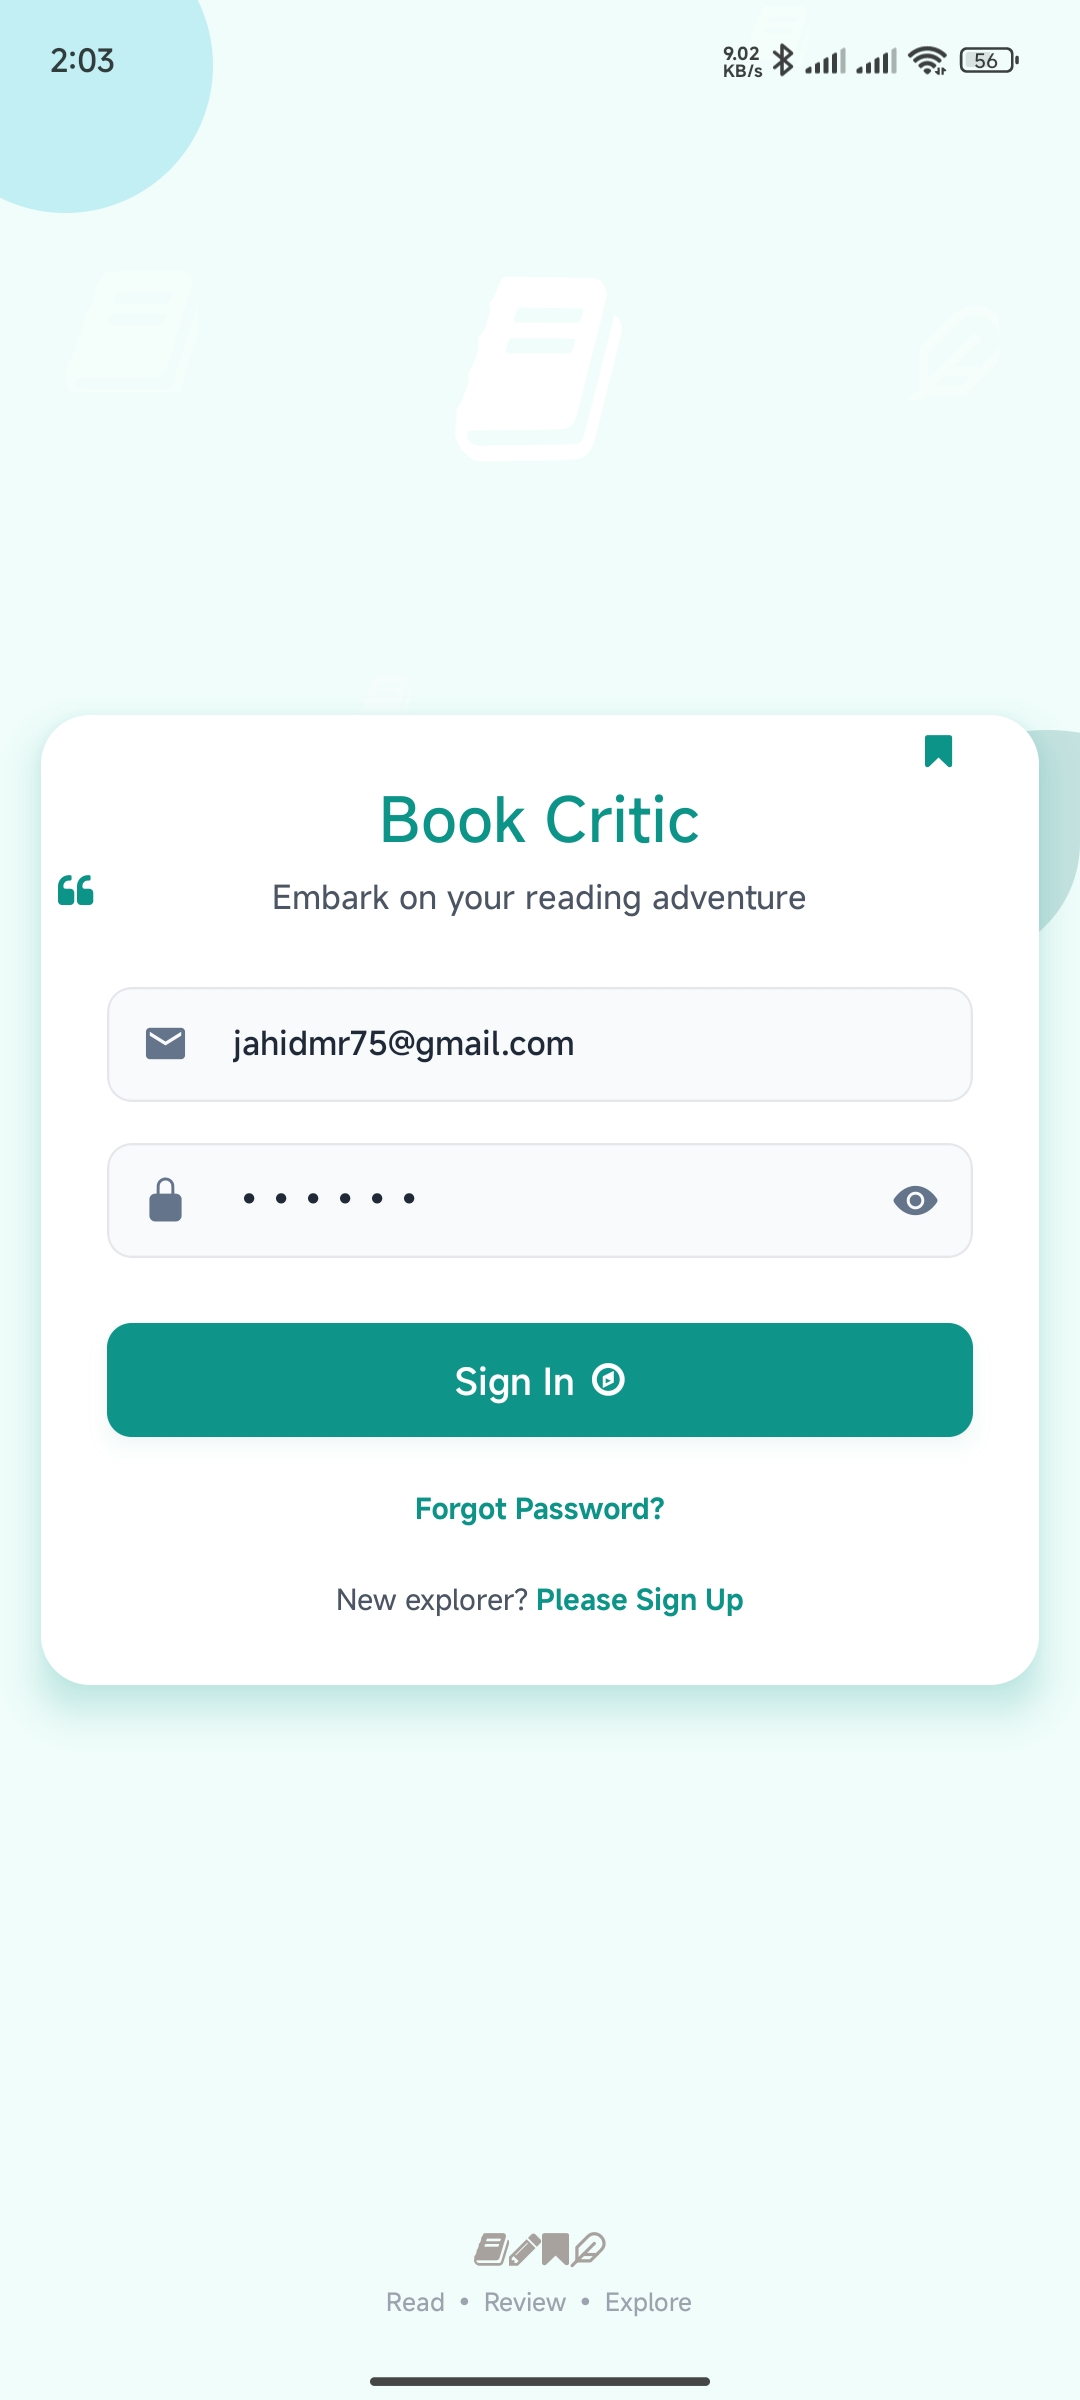 2:03
9.02
KB/s
56
Book Critic
Embark on your reading adventure
jahidmr75@gmail.com
••••••
Sign In
Forgot Password?
New explorer? Please Sign Up
Read • Review • Explore